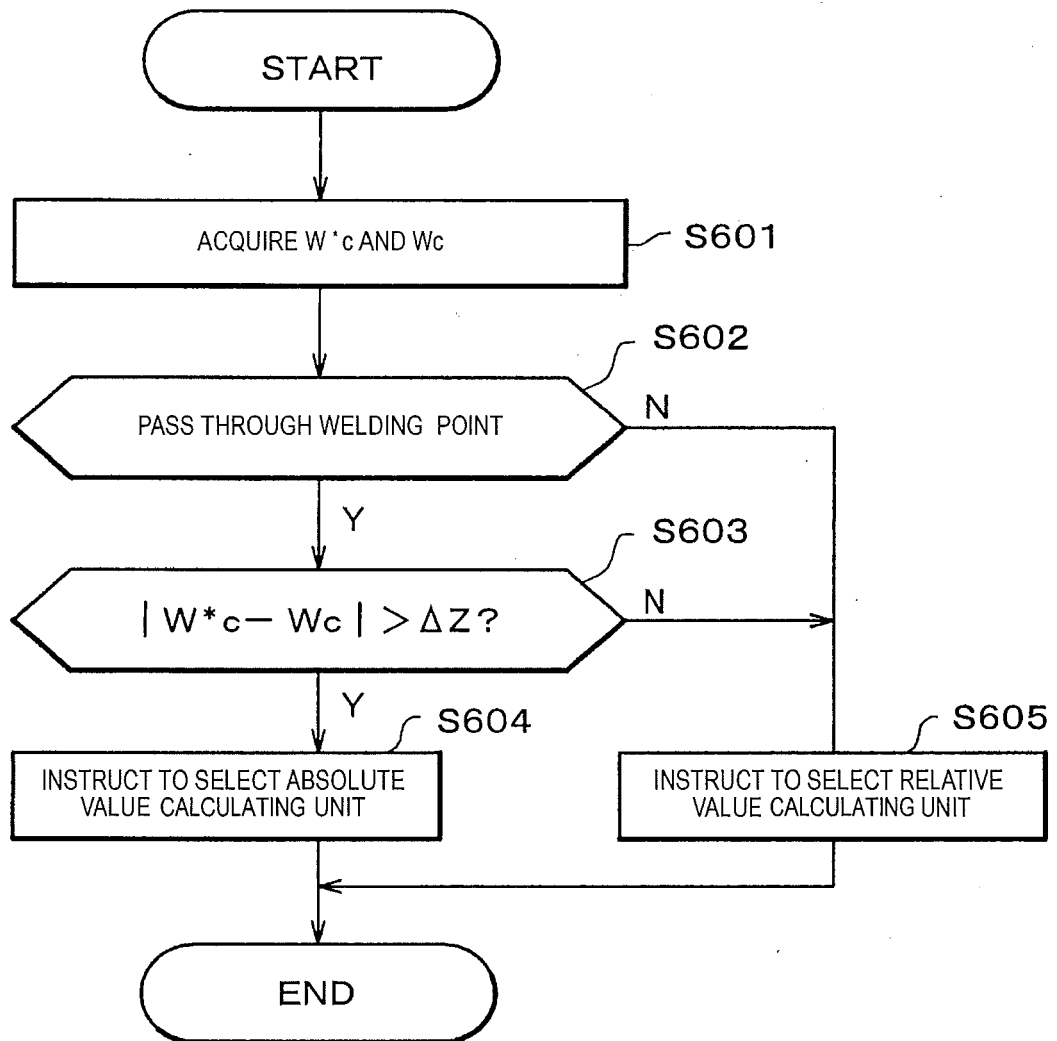 START
ACQUIRE W*c AND Wc
S601
S602
PASS THROUGH WELDING POINT
N
Y
S603
| W*c – Wc | > ΔZ?
N
Y
S604
S605
INSTRUCT TO SELECT ABSOLUTE
VALUE CALCULATING UNIT
INSTRUCT TO SELECT RELATIVE
VALUE CALCULATING UNIT
END